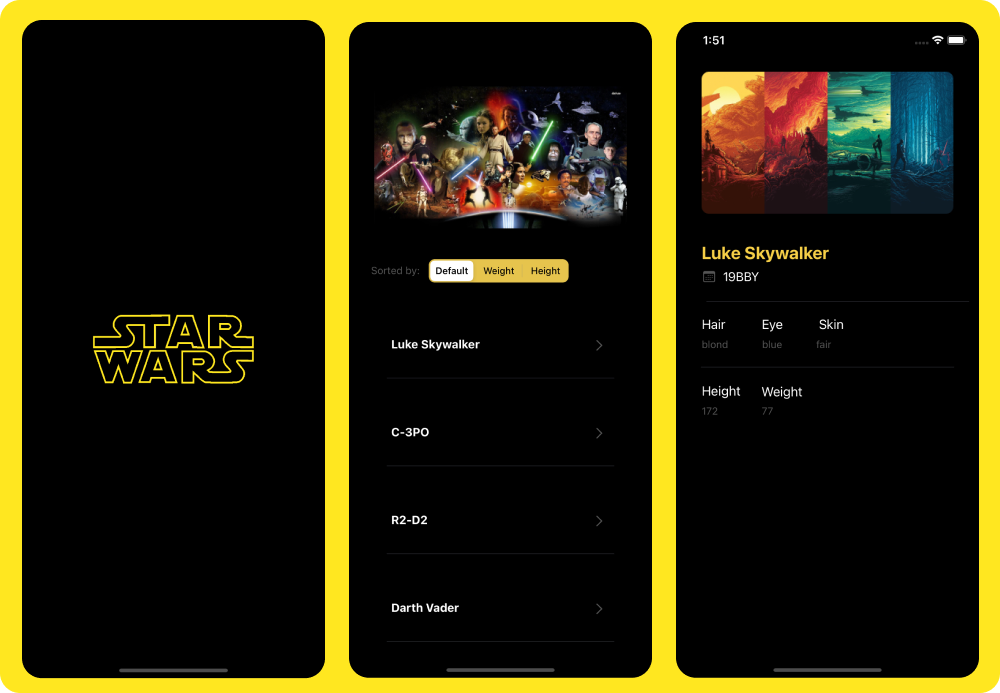 STAR
WARS
Sorted by: Default Weight Height
Luke Skywalker
C-3PO
R2-D2
Darth Vader
1:51
Luke Skywalker
19BBY
Hair Eye Skin
blond blue fair
Height Weight
172 77